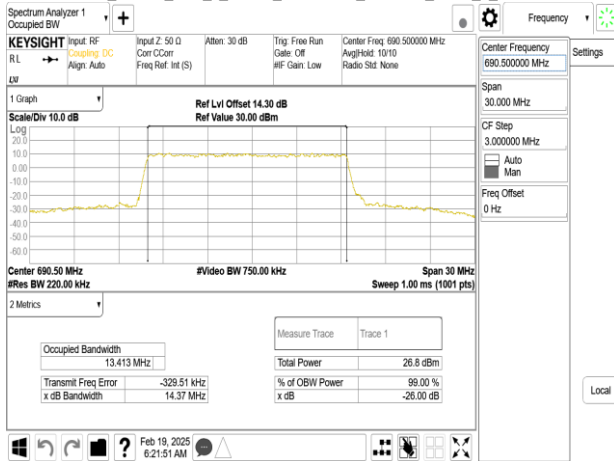 Spectrum Analyzer 1
Occupied BW
+
Frequency
KEYSIGHT
RL
LXI
Input: RF
Coupling: DC
Align: Auto
Input Z: 50 Ω
Corr CCorr
Freq Ref: Int (S)
Atten: 30 dB
Trig: Free Run
Gate: Off
#IF Gain: Low
Center Freq: 690.500000 MHz
Avg|Hold: 10/10
Radio Std: None
Center Frequency
690.500000 MHz
Settings
Span
30.000 MHz
CF Step
3.000000 MHz
Auto
Man
Freq Offset
0 Hz
Local
1 Graph
Scale/Div 10.0 dB
Ref Lvl Offset 14.30 dB
Ref Value 30.00 dBm
Log
20.0
10.0
0.00
-10.0
-20.0
-30.0
-40.0
-50.0
-60.0
Center 690.50 MHz
#Video BW 750.00 kHz
Span 30 MHz
#Res BW 220.00 kHz
Sweep 1.00 ms (1001 pts)
2 Metrics
Measure Trace Trace 1
Occupied Bandwidth
13.413 MHz
Total Power 26.8 dBm
Transmit Freq Error -329.51 kHz
% of OBW Power 99.00 %
x dB Bandwidth 14.37 MHz
x dB -26.00 dB
?
Feb 19, 2025
6:21:51 AM